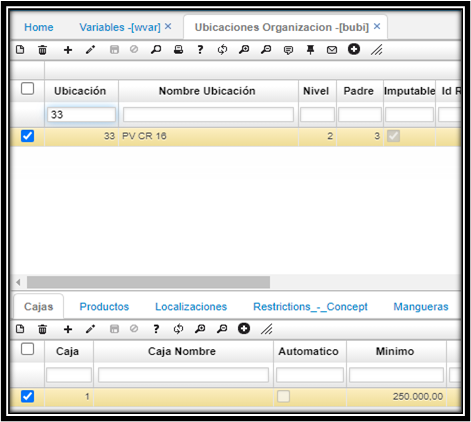 Home Variables -[wvar] × Ubicaciones Organizacion -[bubi] ×
Ubicación Nombre Ubicación Nivel Padre Imputable Id R
33
33 PV CR 16 2 3
Cajas Productos Localizaciones Restrictions_-_Concept Mangueras
Caja Caja Nombre Automatico Minimo
1 250.000,00